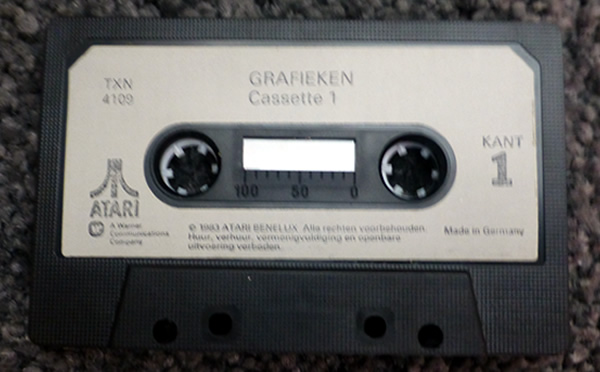 TXN
4109
GRAFIEKEN
Cassette 1
KANT
1
100 50 0
ATARI
A Warner
Communications
Company
© 1983 ATARI BENELUX. Alle rechten voorbehouden.
Huur, verhuur, vermenigvuldiging en openbare
uitvoering verboden.
Made in Germany